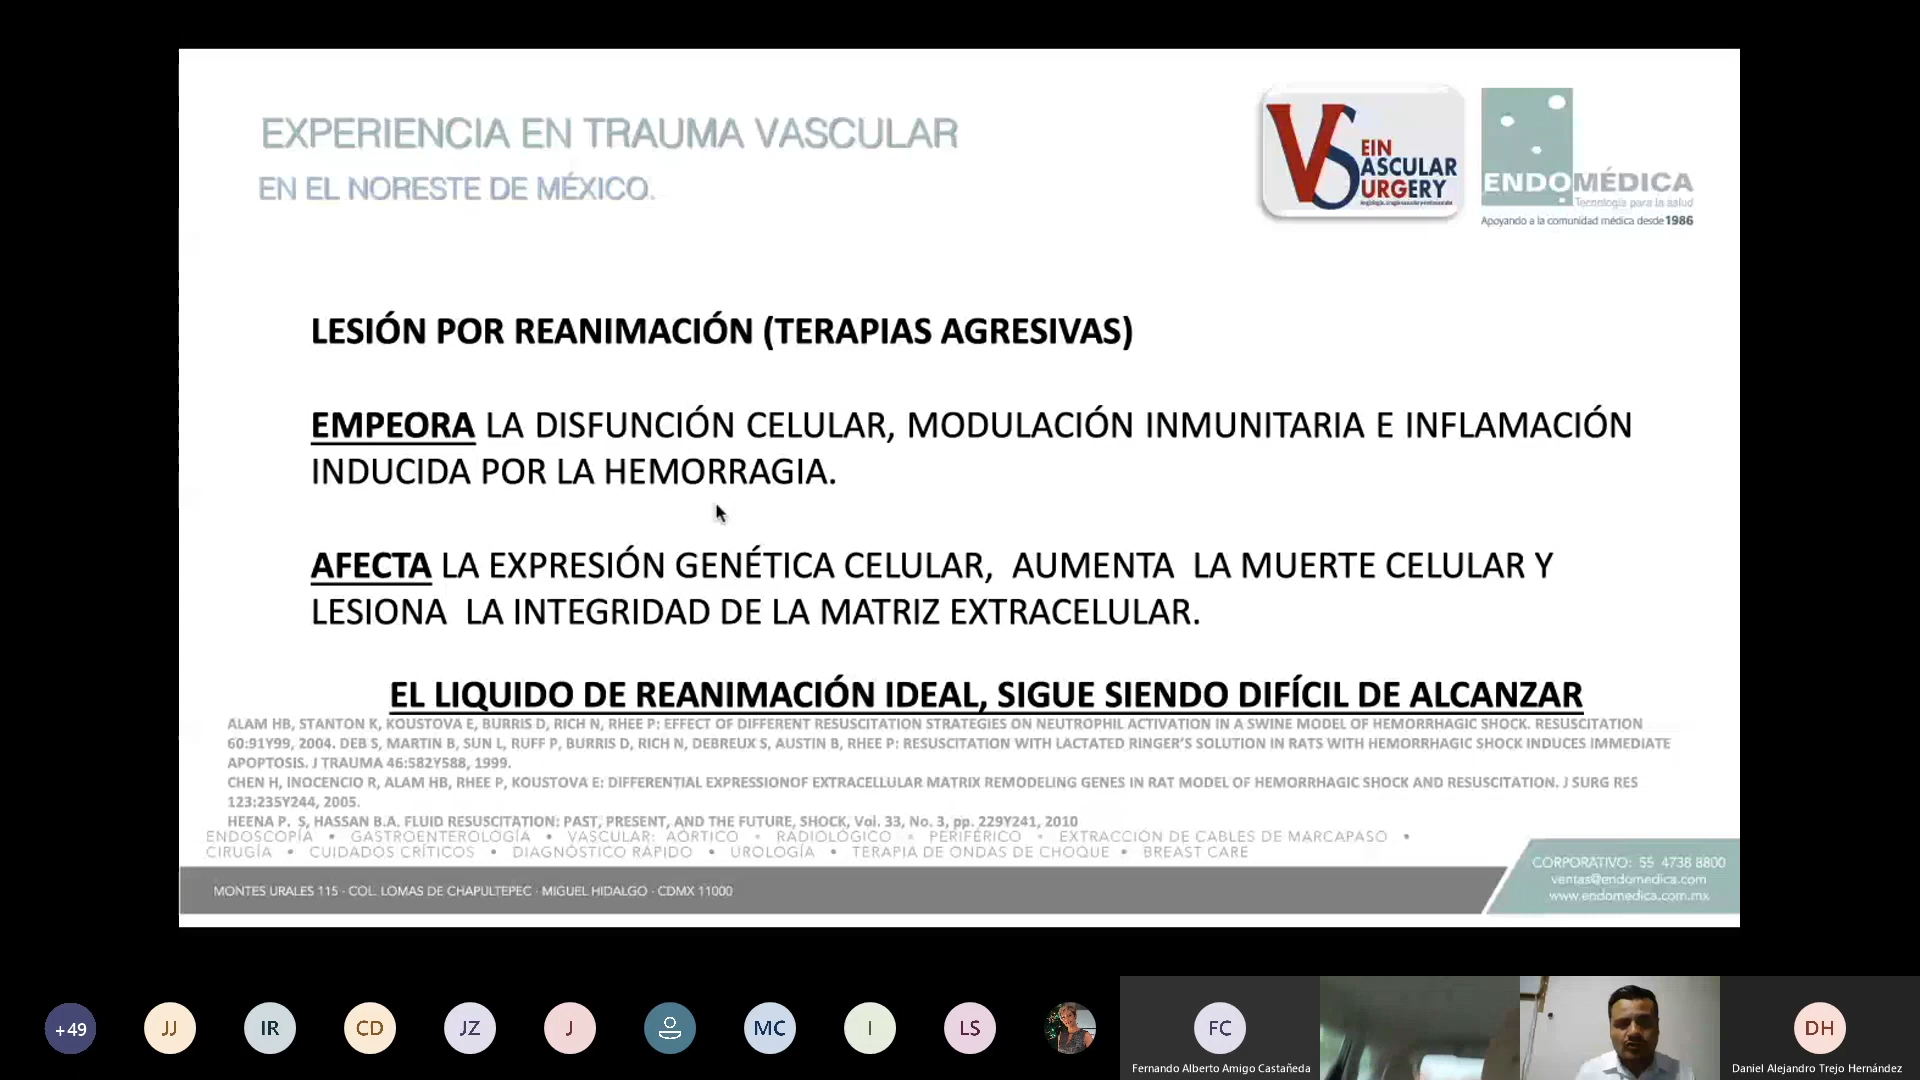 EXPERIENCIA EN TRAUMA VASCULAR
EN EL NORESTE DE MÉXICO.
VS
EIN
ASCULAR
URGERY
ENDOMÉDICA
Tecnología para la salud
Apoyando a la comunidad médica desde 1986
LESIÓN POR REANIMACIÓN (TERAPIAS AGRESIVAS)
EMPEORA LA DISFUNCIÓN CELULAR, MODULACIÓN INMUNITARIA E INFLAMACIÓN
INDUCIDA POR LA HEMORRAGIA.
AFECTA LA EXPRESIÓN GENÉTICA CELULAR, AUMENTA LA MUERTE CELULAR Y
LESIONA LA INTEGRIDAD DE LA MATRIZ EXTRACELULAR.
EL LIQUIDO DE REANIMACIÓN IDEAL, SIGUE SIENDO DIFÍCIL DE ALCANZAR
ALAM HB, STANTON K, KOUSTOVA E, BURRIS D, RICH N, RHEE P: EFFECT OF DIFFERENT RESUSCITATION STRATEGIES ON NEUTROPHIL ACTIVATION IN A SWINE MODEL OF HEMORRHAGIC SHOCK. RESUSCITATION
60:91Y99, 2004. DEB S, MARTIN B, SUN L, RUFF P, BURRIS D, RICH N, DEBREUX S, AUSTIN B, RHEE P: RESUSCITATION WITH LACTATED RINGER'S SOLUTION IN RATS WITH HEMORRHAGIC SHOCK INDUCES IMMEDIATE
APOPTOSIS. J TRAUMA 46:582Y588, 1999.
CHEN H, INOCENCIO R, ALAM HB, RHEE P, KOUSTOVA E: DIFFERENTIAL EXPRESSIONOF EXTRACELLULAR MATRIX REMODELING GENES IN RAT MODEL OF HEMORRHAGIC SHOCK AND RESUSCITATION. J SURG RES
123:235Y244, 2005.
HEENA P. S, HASSAN B.A. FLUID RESUSCITATION: PAST, PRESENT, AND THE FUTURE, SHOCK, Vol. 33, No. 3, pp. 229Y241, 2010
ENDOSCOPÍA • GASTROENTEROLOGÍA • VASCULAR: AÓRTICO • RADIOLÓGICO • PERIFÉRICO • EXTRACCIÓN DE CABLES DE MARCAPASO •
CIRUGÍA • CUIDADOS CRÍTICOS • DIAGNÓSTICO RÁPIDO • UROLOGÍA • TERAPIA DE ONDAS DE CHOQUE • BREAST CARE
MONTES URALES 115 · COL. LOMAS DE CHAPULTEPEC · MIGUEL HIDALGO · CDMX 11000
CORPORATIVO: 55 4738 8800
ventas@endomedica.com
www.endomedica.com.mx
+49
JJ
IR
CD
JZ
J
MC
I
LS
FC
DH
Fernando Alberto Amigo Castañeda
Daniel Alejandro Trejo Hernández